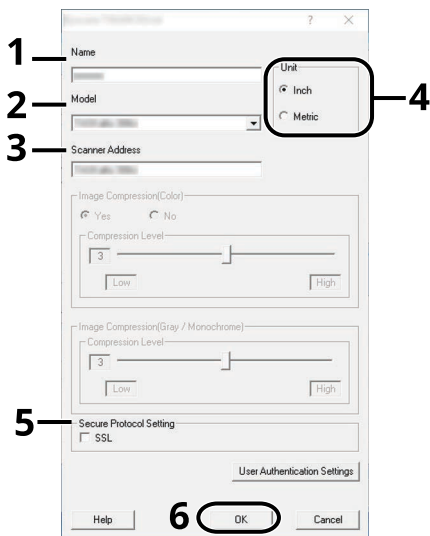 ? ×
1 Name
Unit
Inch
4
Metric
2 Model
3 Scanner Address
Image Compression(Color)
Yes No
Compression Level
3
Low High
Image Compression(Gray / Monochrome)
Compression Level
3
Low High
5 Secure Protocol Setting
SSL
User Authentication Settings
Help 6 OK Cancel